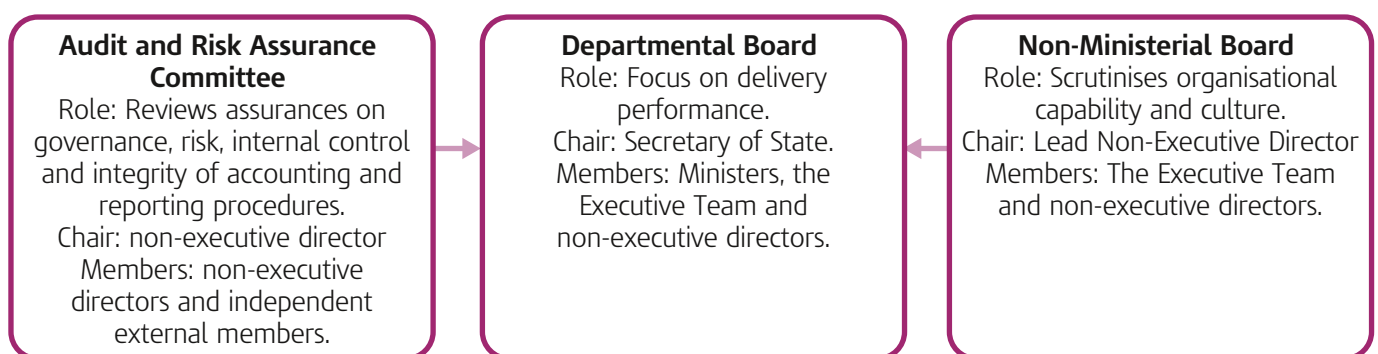 Audit and Risk Assurance
Committee
Role: Reviews assurances on
governance, risk, internal control
and integrity of accounting and
reporting procedures.
Chair: non-executive director
Members: non-executive
directors and independent
external members.
Departmental Board
Role: Focus on delivery
performance.
Chair: Secretary of State.
Members: Ministers, the
Executive Team and
non-executive directors.
Non-Ministerial Board
Role: Scrutinises organisational
capability and culture.
Chair: Lead Non-Executive Director
Members: The Executive Team
and non-executive directors.